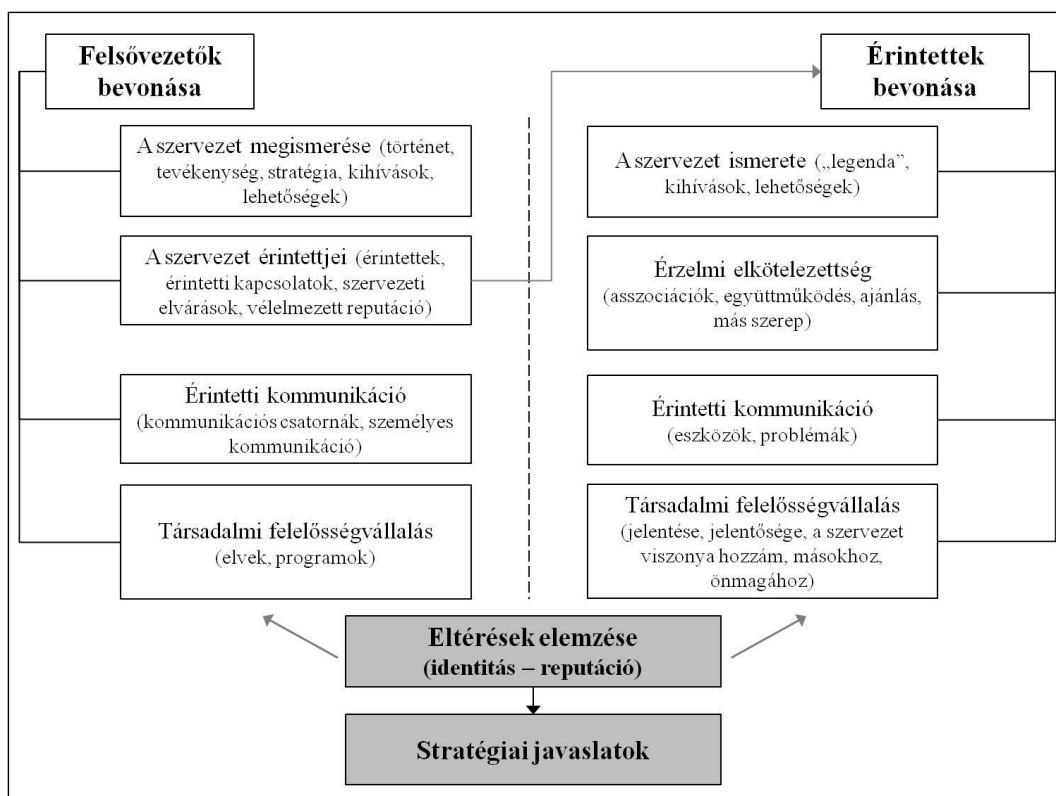 Felsővezetők
bevonása
A szervezet megismerése (történet,
tevékenység, stratégia, kihívások,
lehetőségek)
A szervezet érintettjei (érintettek,
érintetti kapcsolatok, szervezeti
elvárások, vélelmezett reputáció)
Érintetti kommunikáció
(kommunikációs csatornák, személyes
kommunikáció)
Társadalmi felelősségvállalás
(elvek, programok)
Érintettek
bevonása
A szervezet ismerete („legenda”,
kihívások, lehetőségek)
Érzelmi elkötelezettség
(asszociációk, együttműködés, ajánlás,
más szerep)
Érintetti kommunikáció
(eszközök, problémák)
Társadalmi felelősségvállalás
(jelentése, jelentősége, a szervezet
viszonya hozzám, másokhoz,
önmagához)
Eltérések elemzése
(identitás – reputáció)
Stratégiai javaslatok